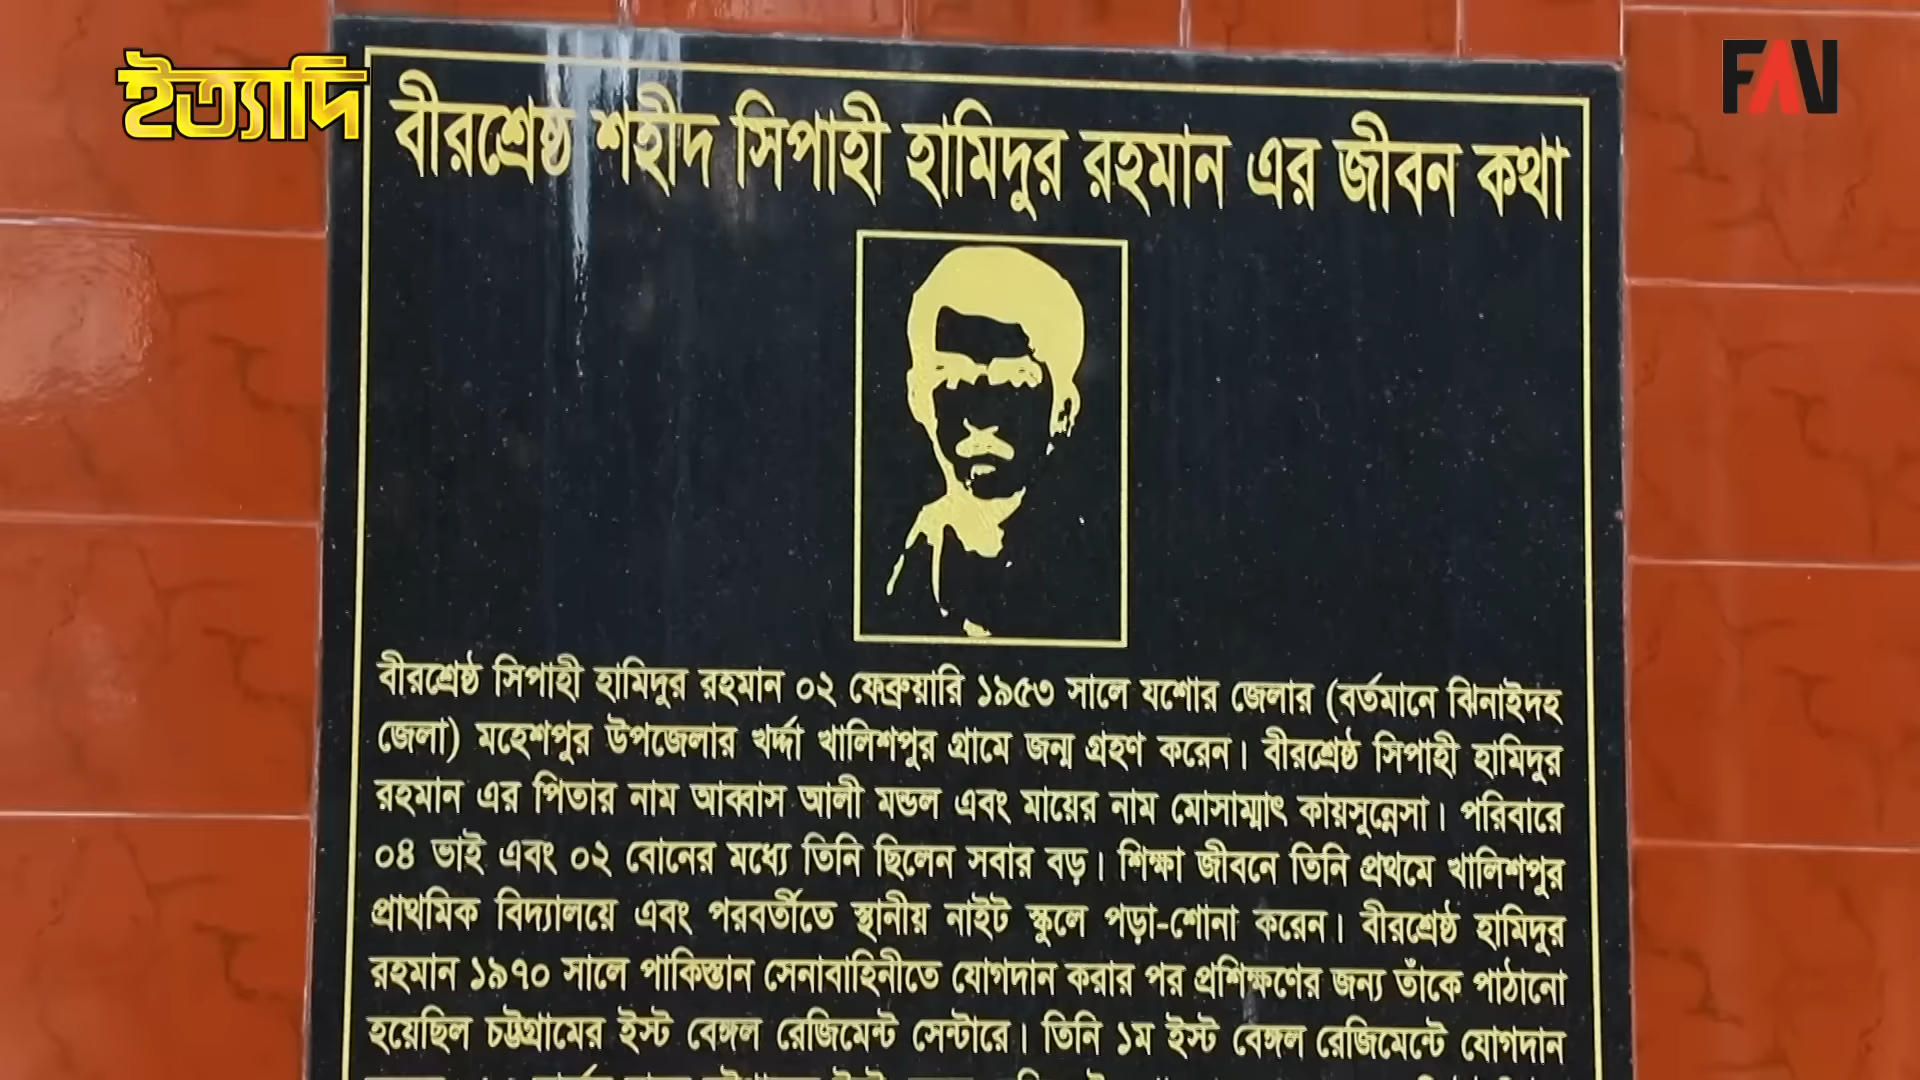 ইত্যাদি
FAN
বীরশ্রেষ্ঠ শহীদ সিপাহী হামিদুর রহমান এর জীবন কথা
বীরশ্রেষ্ঠ সিপাহী হামিদুর রহমান ০২ ফেব্রুয়ারি ১৯৫৩ সালে যশোর জেলার (বর্তমানে ঝিনাইদহ
জেলা) মহেশপুর উপজেলার খর্দ্দা খালিশপুর গ্রামে জন্ম গ্রহণ করেন। বীরশ্রেষ্ঠ সিপাহী হামিদুর
রহমান এর পিতার নাম আব্বাস আলী মন্ডল এবং মায়ের নাম মোসাম্মাৎ কায়সুন্নেসা। পরিবারে
০৪ ভাই এবং ০২ বোনের মধ্যে তিনি ছিলেন সবার বড়। শিক্ষা জীবনে তিনি প্রথমে খালিশপুর
প্রাথমিক বিদ্যালয়ে এবং পরবর্তীতে স্থানীয় নাইট স্কুলে পড়া-শোনা করেন। বীরশ্রেষ্ঠ হামিদুর
রহমান ১৯৭০ সালে পাকিস্তান সেনাবাহিনীতে যোগদান করার পর প্রশিক্ষণের জন্য তাঁকে পাঠানো
হয়েছিল চট্টগ্রামের ইস্ট বেঙ্গল রেজিমেন্ট সেন্টারে। তিনি ১ম ইস্ট বেঙ্গল রেজিমেন্টে যোগদান